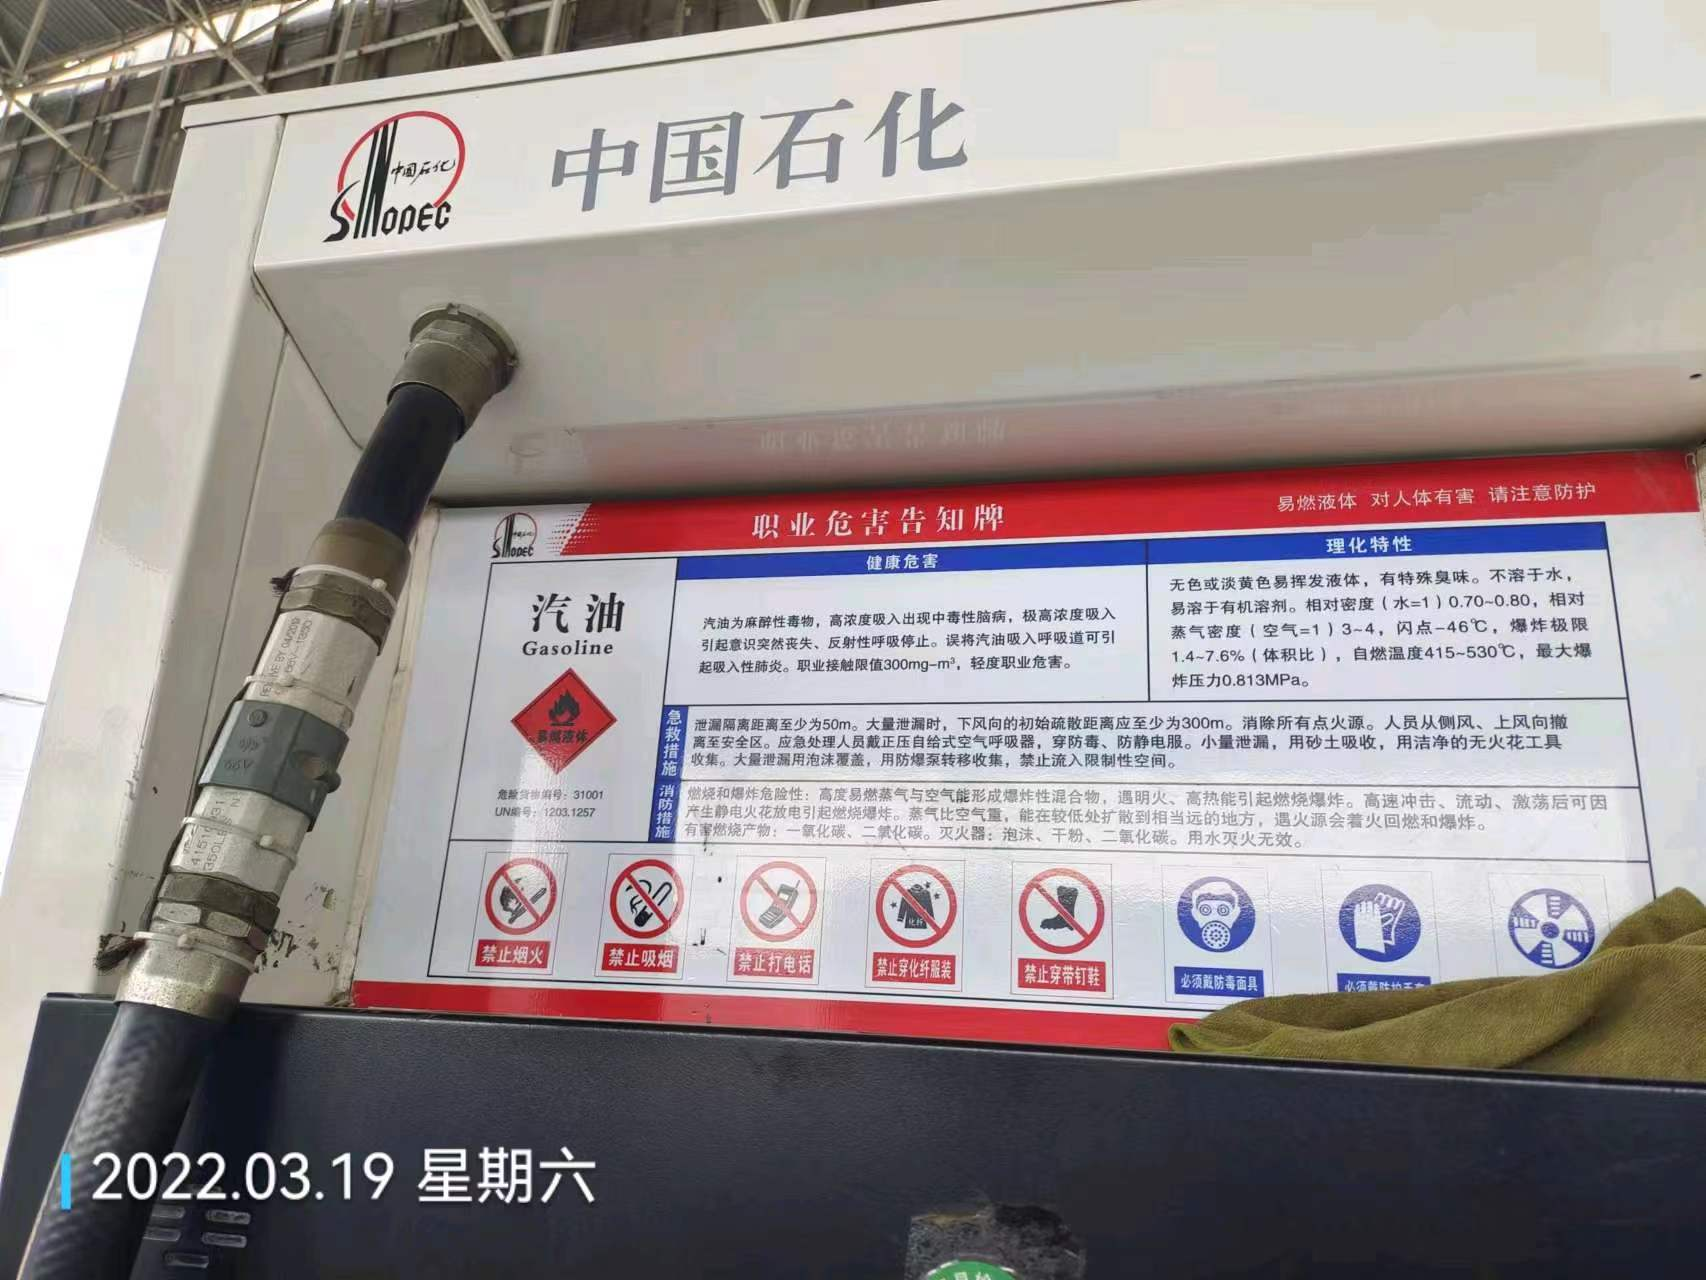 中国石化
SINOPEC
中国石化
职业危害告知牌
易燃液体 对人体有害 请注意防护
中国石化
SINOPEC
汽油
Gasoline
易燃液体
危险货物编号：31001
UN编号：1203.1257
健康危害
汽油为麻醉性毒物，高浓度吸入出现中毒性脑病，极高浓度吸入
引起意识突然丧失、反射性呼吸停止。误将汽油吸入呼吸道可引
起吸入性肺炎。职业接触限值300mg-m³，轻度职业危害。
理化特性
无色或淡黄色易挥发液体，有特殊臭味。不溶于水，
易溶于有机溶剂。相对密度（水=1）0.70~0.80，相对
蒸气密度（空气=1）3~4，闪点-46℃，爆炸极限
1.4~7.6%（体积比），自燃温度415~530℃，最大爆
炸压力0.813MPa。
急救措施
泄漏隔离距离至少为50m。大量泄漏时，下风向的初始疏散距离应至少为300m。消除所有点火源。人员从侧风、上风向撤
离至安全区。应急处理人员戴正压自给式空气呼吸器，穿防毒、防静电服。小量泄漏，用砂土吸收，用洁净的无火花工具
收集。大量泄漏用泡沫覆盖，用防爆泵转移收集，禁止流入限制性空间。
消防措施
燃烧和爆炸危险性：高度易燃蒸气与空气能形成爆炸性混合物，遇明火、高热能引起燃烧爆炸。高速冲击、流动、激荡后可因
产生静电火花放电引起燃烧爆炸。蒸气比空气重，能在较低处扩散到相当远的地方，遇火源会着火回燃和爆炸。
有害燃烧产物：一氧化碳、二氧化碳。灭火器：泡沫、干粉、二氧化碳。用水灭火无效。
禁止烟火
禁止吸烟
禁止打电话
化纤
禁止穿化纤服装
禁止穿带钉鞋
必须戴防毒面具
必须戴防护手
04/2019
66V
2022.03.19 星期六